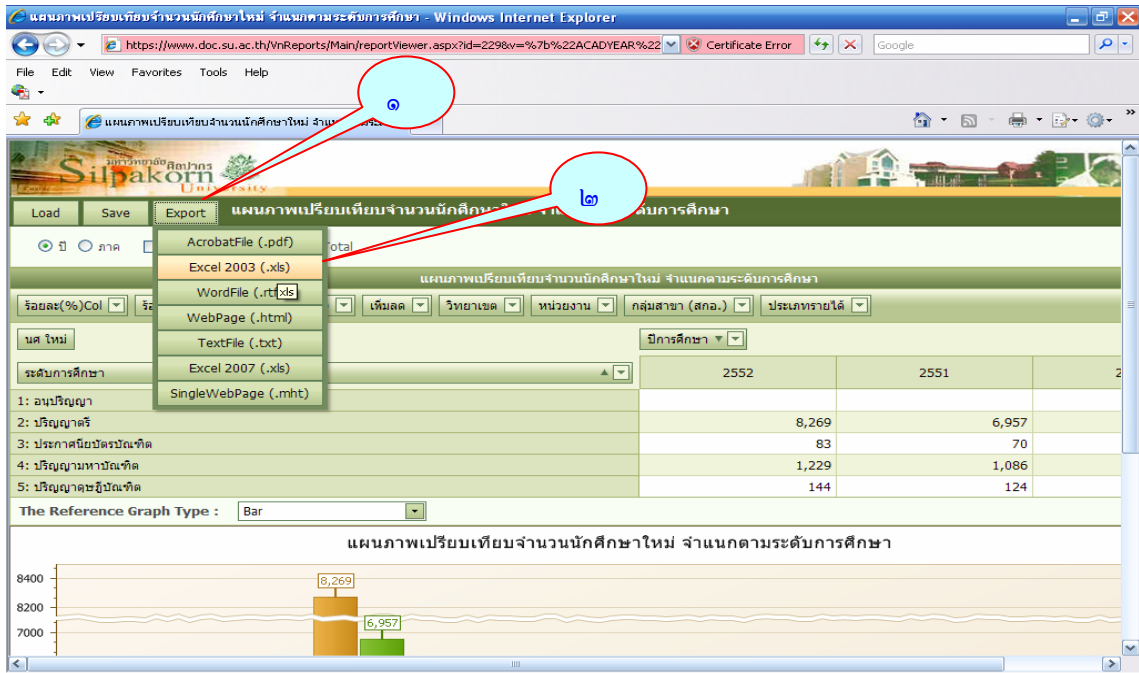 แผนภาพเปรียบเทียบจำนวนนักศึกษาใหม่ จำแนกตามระดับการศึกษา - Windows Internet Explorer
https://www.doc.su.ac.th/VnReports/Main/reportViewer.aspx?id=229&v=%7b%22ACADYEAR%22 Certificate Error Google
File Edit View Favorites Tools Help
๑
แผนภาพเปรียบเทียบจำนวนนักศึกษาใหม่
มหาวิทยาลัยศิลปากร
Silpakorn
University
๒
Load Save Export แผนภาพเปรียบเทียบจำนวนนักศึกษา
ดับการศึกษา
ปี ภาค
AcrobatFile (.pdf)
Excel 2003 (.xls)
WordFile (.rtf
xls
WebPage (.html)
TextFile (.txt)
Excel 2007 (.xls)
SingleWebPage (.mht)
แผนภาพเปรียบเทียบจำนวนนักศึกษาใหม่ จำแนกตามระดับการศึกษา
ร้อยละ(%)Col เพิ่มลด วิทยาเขต หน่วยงาน กลุ่มสาขา (สกอ.) ประเภทรายได้
นศ ใหม่ ปีการศึกษา
ระดับการศึกษา 2552 2551
1: อนุปริญญา
2: ปริญญาตรี 8,269 6,957
3: ประกาศนียบัตรบัณฑิต 83 70
4: ปริญญามหาบัณฑิต 1,229 1,086
5: ปริญญาดุษฎีบัณฑิต 144 124
The Reference Graph Type : Bar
แผนภาพเปรียบเทียบจำนวนนักศึกษาใหม่ จำแนกตามระดับการศึกษา
8400
8,269
8200
6,957
7000